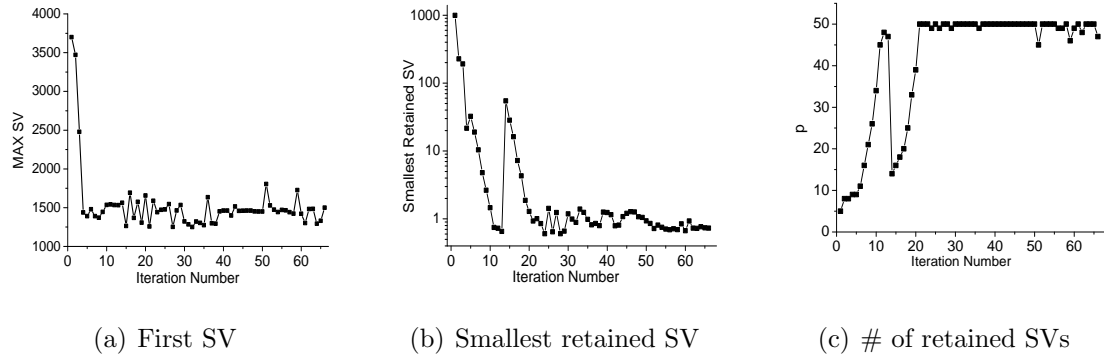 4000
3500
3000
2500
2000
1500
1000
MAX SV
0 10 20 30 40 50 60
Iteration Number
(a) First SV
1000
100
10
1
Smallest Retained SV
0 10 20 30 40 50 60
Iteration Number
(b) Smallest retained SV
50
40
30
20
10
0
p
0 10 20 30 40 50 60
Iteration Number
(c) # of retained SVs